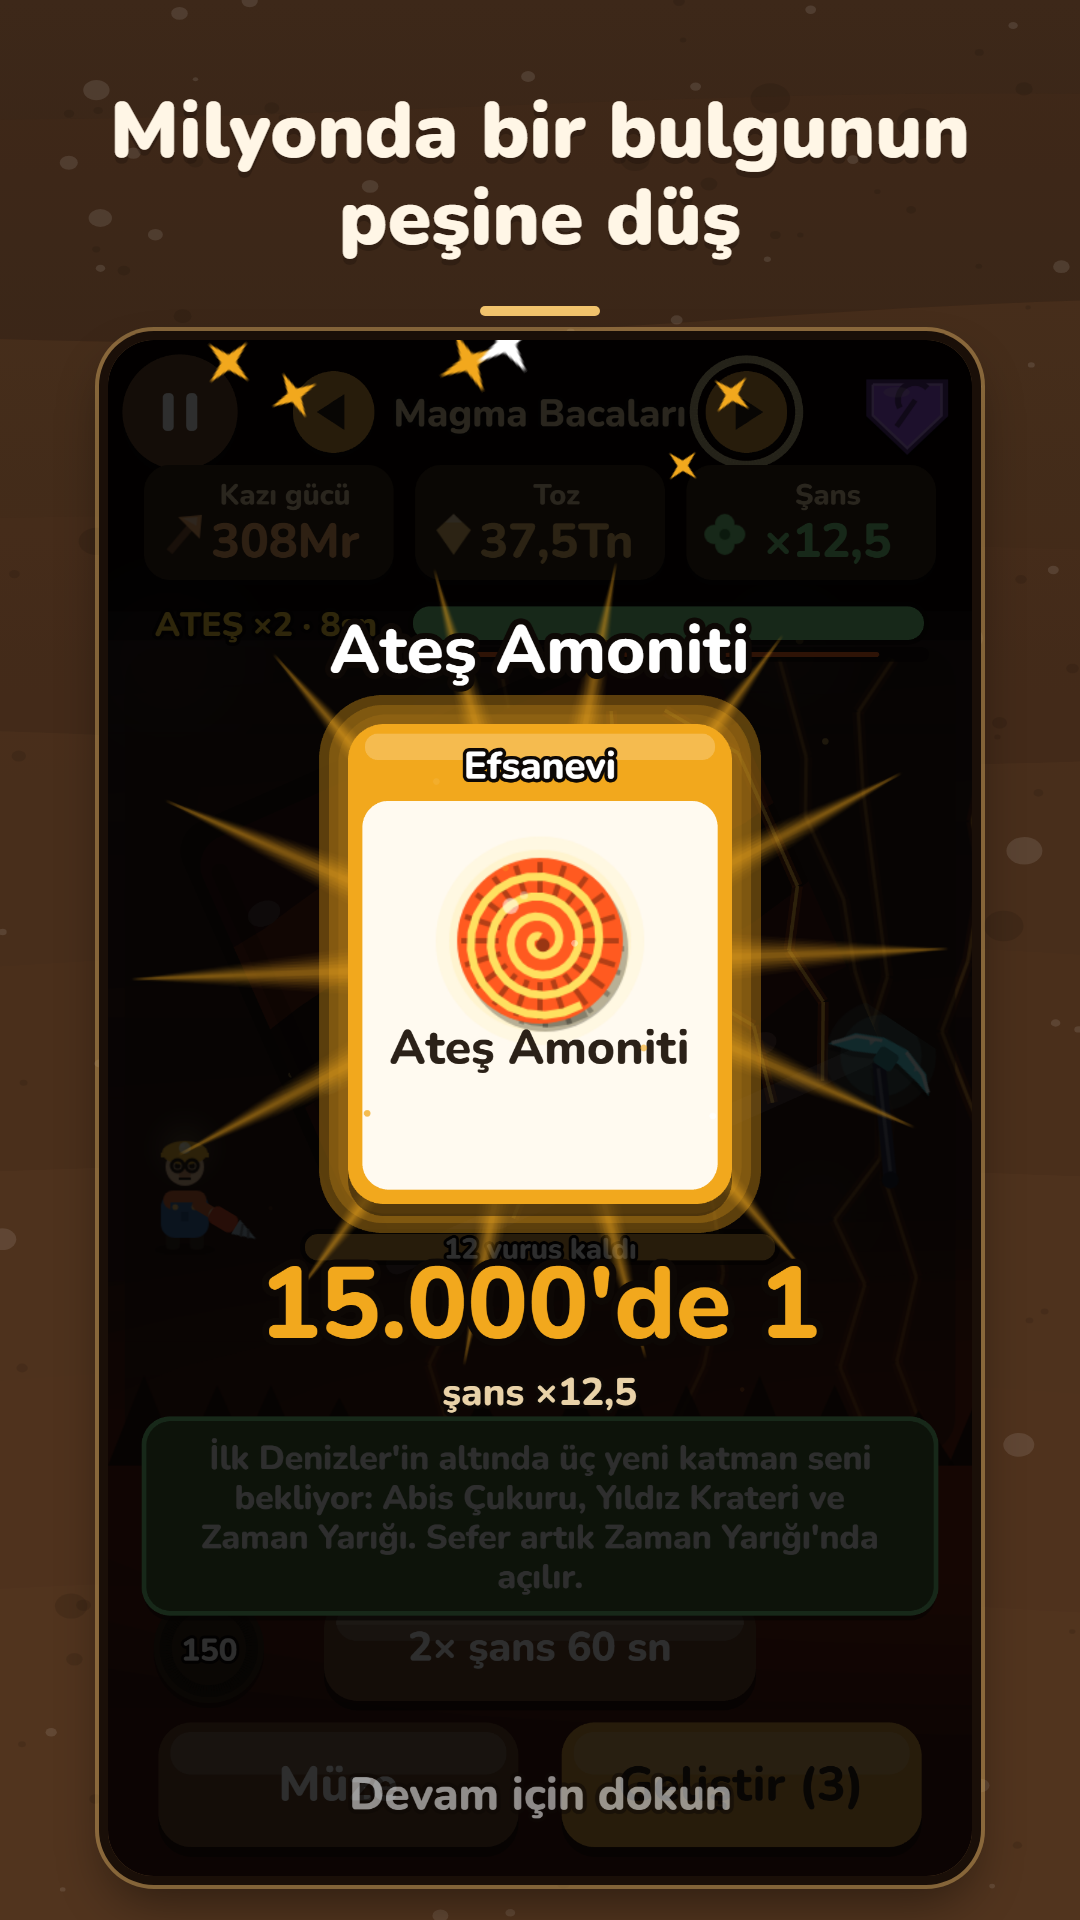 Milyonda bir bulgunun
peşine düş
Magma Bacaları
Kazı gücü
308Mr
Toz
37,5Tn
Şans
×12,5
ATEŞ ×2 · 8sn
Ateş Amoniti
Efsanevi
Ateş Amoniti
12 vuruş kaldı
15.000'de 1
şans ×12,5
İlk Denizler'in altında üç yeni katman seni
bekliyor: Abis Çukuru, Yıldız Krateri ve
Zaman Yarığı. Sefer artık Zaman Yarığı'nda
açılır.
150
2× şans 60 sn
Müze
Geliştir (3)
Devam için dokun